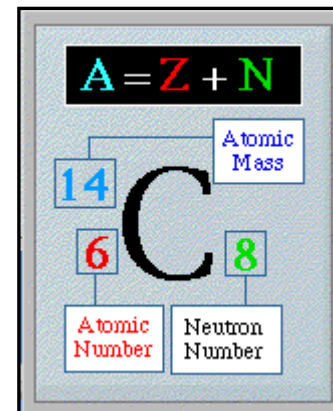 A = Z + N
Atomic
Mass
14
C
6
8
Atomic
Number
Neutron
Number